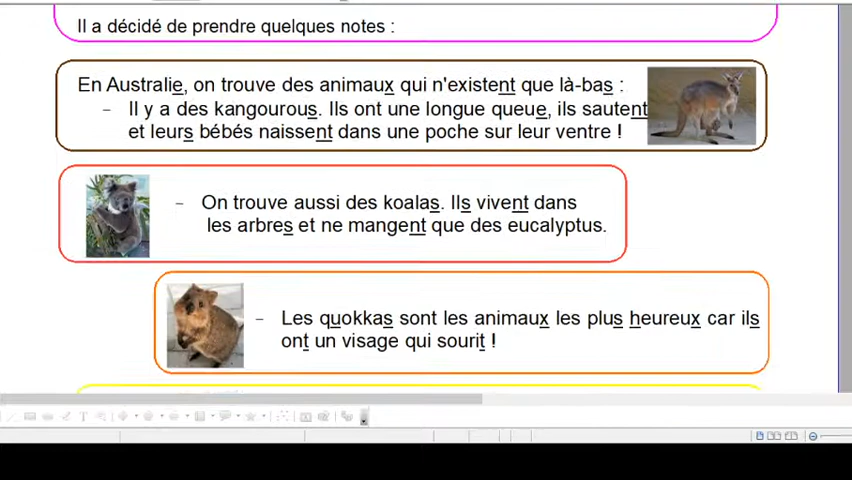 Il a décidé de prendre quelques notes :
En Australie, on trouve des animaux qui n'existent que là-bas :
- Il y a des kangourous. Ils ont une longue queue, ils sautent
et leurs bébés naissent dans une poche sur leur ventre !
- On trouve aussi des koalas. Ils vivent dans
les arbres et ne mangent que des eucalyptus.
- Les quokkas sont les animaux les plus heureux car ils
ont un visage qui sourit !